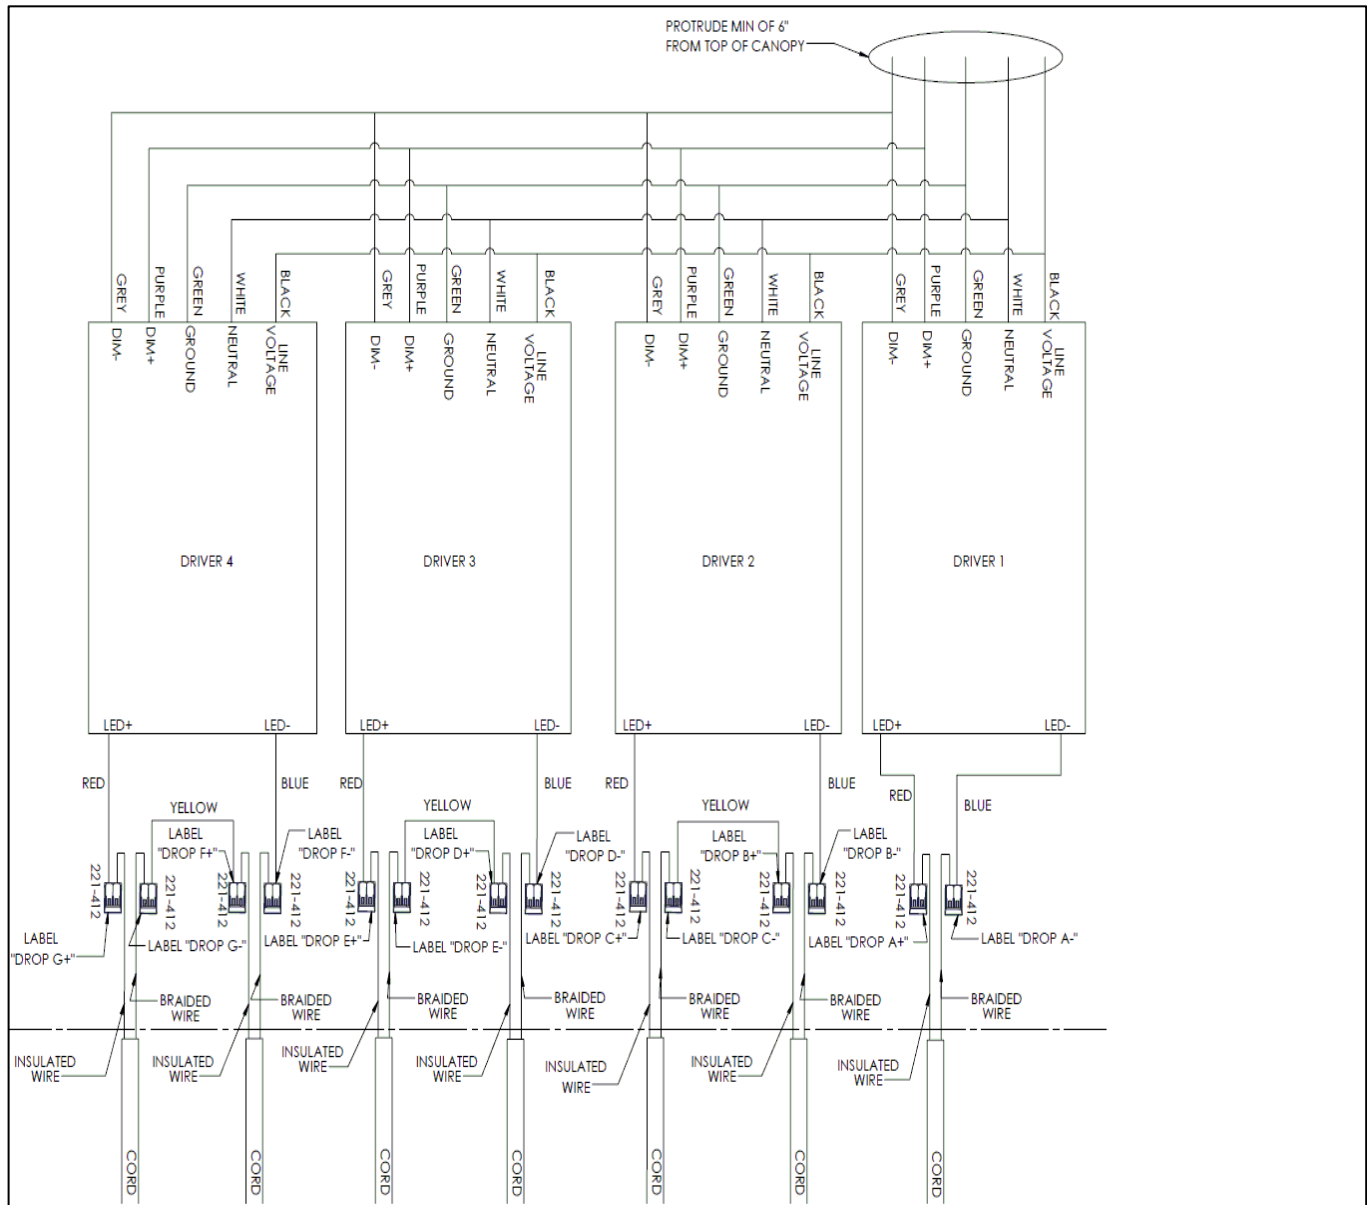 PROTRUDE MIN OF 6"
FROM TOP OF CANOPY
GREY
PURPLE
GREEN
WHITE
BLACK
GREY
PURPLE
GREEN
WHITE
BLACK
GREY
PURPLE
GREEN
WHITE
BLACK
GREY
PURPLE
GREEN
WHITE
BLACK
DIM-
DIM+
GROUND
NEUTRAL
LINE
VOLTAGE
DIM-
DIM+
GROUND
NEUTRAL
LINE
VOLTAGE
DIM-
DIM+
GROUND
NEUTRAL
LINE
VOLTAGE
DIM-
DIM+
GROUND
NEUTRAL
LINE
VOLTAGE
DRIVER 4
DRIVER 3
DRIVER 2
DRIVER 1
LED+
LED-
LED+
LED-
LED+
LED-
LED+
LED-
RED
BLUE
RED
BLUE
RED
BLUE
RED
BLUE
YELLOW
YELLOW
YELLOW
LABEL
"DROP F+"
LABEL
"DROP F-"
LABEL
"DROP D+"
LABEL
"DROP D-"
LABEL
"DROP B+"
LABEL
"DROP B-"
221-412
221-412
221-412
221-412
221-412
221-412
221-412
221-412
221-412
221-412
221-412
221-412
221-412
221-412
LABEL
"DROP G+"
LABEL "DROP G-"
LABEL "DROP E+"
LABEL "DROP E-"
LABEL "DROP C+"
LABEL "DROP C-"
LABEL "DROP A+"
LABEL "DROP A-"
BRAIDED
WIRE
BRAIDED
WIRE
BRAIDED
WIRE
BRAIDED
WIRE
BRAIDED
WIRE
BRAIDED
WIRE
BRAIDED
WIRE
INSULATED
WIRE
INSULATED
WIRE
INSULATED
WIRE
INSULATED
WIRE
INSULATED
WIRE
INSULATED
WIRE
INSULATED
WIRE
CORD
CORD
CORD
CORD
CORD
CORD
CORD